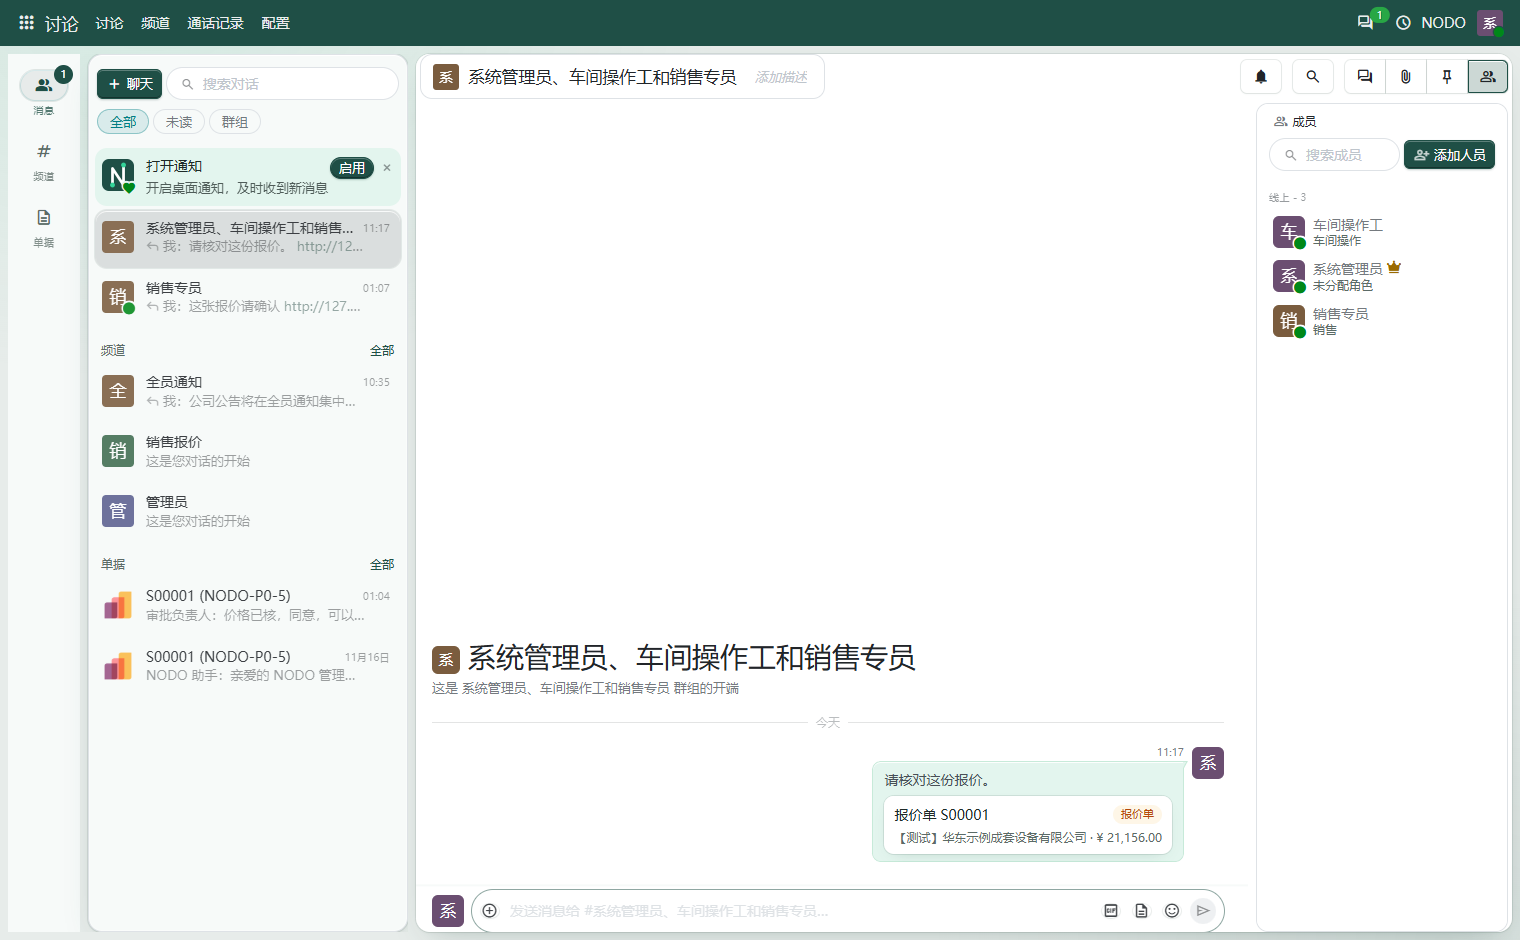 讨论 讨论 频道 通话记录 配置 1 NODO 系
1
消息
频道
单据
聊天 搜索对话
全部 未读 群组
打开通知 启用 ×
开启桌面通知，及时收到新消息
系 系统管理员、车间操作工和销售... 11:17
我：请核对这份报价。 http://12...
销 销售专员 01:07
我：这张报价请确认 http://127....
频道 全部
全 全员通知 10:35
我：公司公告将在全员通知集中...
销 销售报价
这是您对话的开始
管 管理员
这是您对话的开始
单据 全部
S00001 (NODO-P0-5) 01:04
审批负责人：价格已核，同意，可以...
S00001 (NODO-P0-5) 11月16日
NODO 助手：亲爱的 NODO 管理...
系 系统管理员、车间操作工和销售专员 添加描述
系 系统管理员、车间操作工和销售专员
这是 系统管理员、车间操作工和销售专员 群组的开端
今天
11:17 系
请核对这份报价。
报价单 S00001 报价单
【测试】华东示例成套设备有限公司 · ¥ 21,156.00
系 发送消息给 #系统管理员、车间操作工和销售专员... GIF
成员
搜索成员 添加人员
线上 - 3
车 车间操作工
车间操作
系 系统管理员
未分配角色
销 销售专员
销售